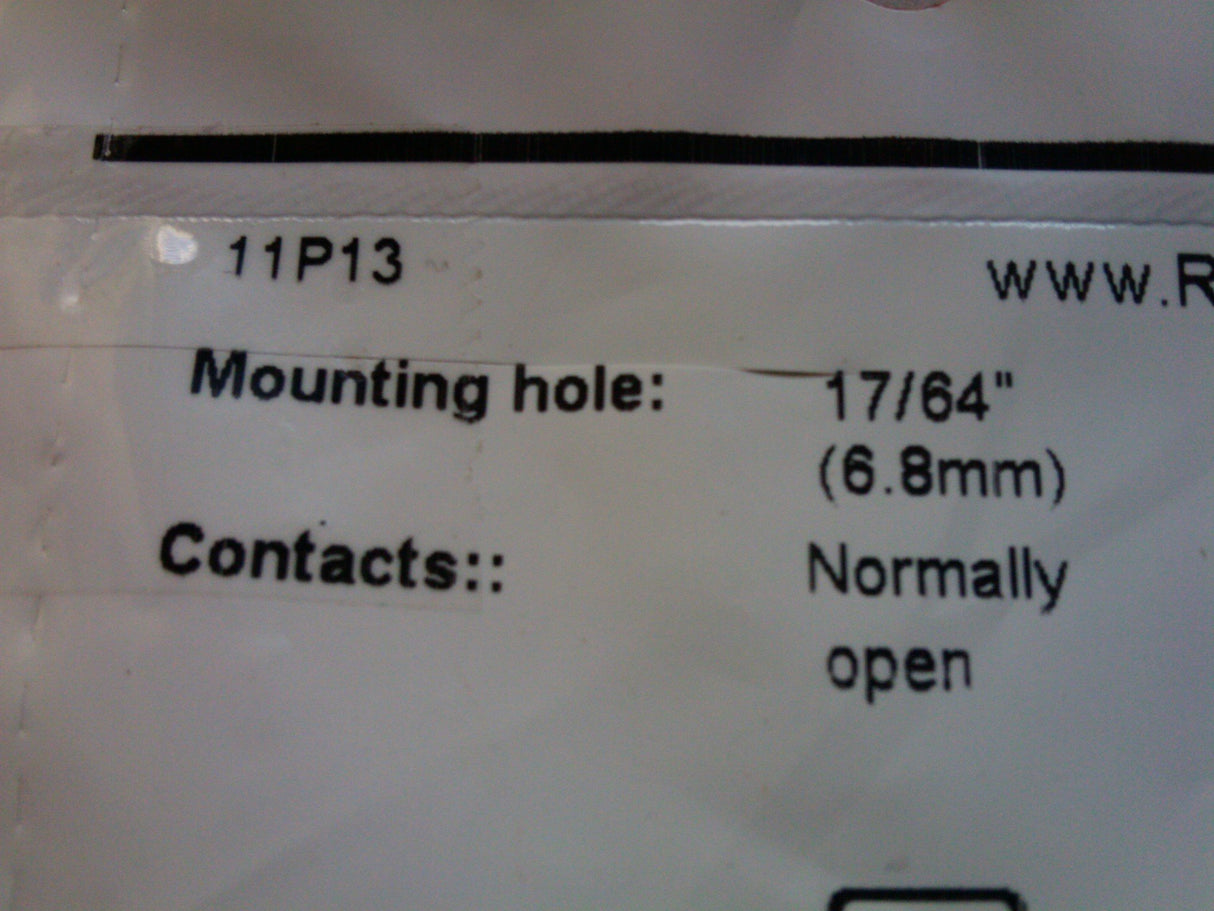 11P13 www.R
Mounting hole: 17/64"
(6.8mm)
Contacts:: Normally
open